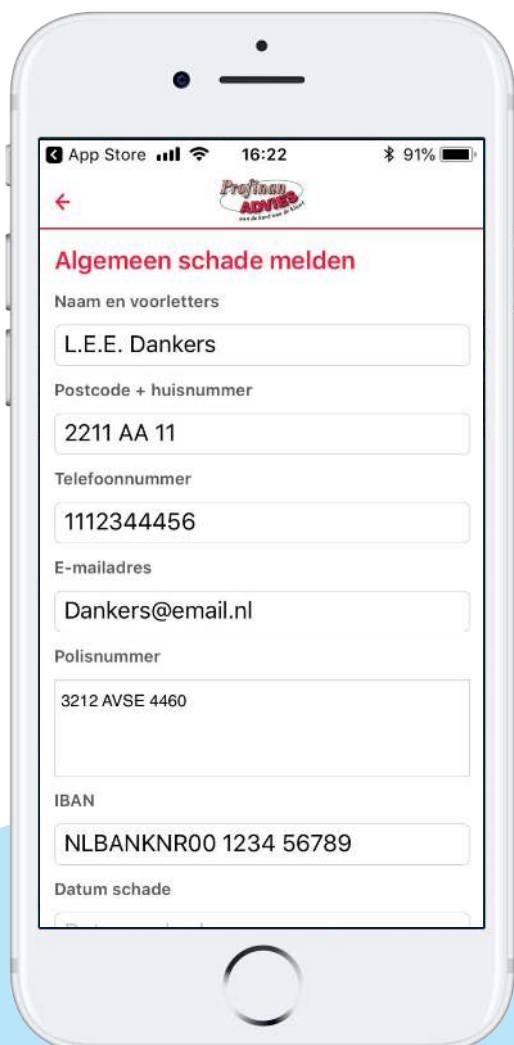 App Store 16:22 91%
Profinan
ADVIES
Algemeen schade melden
Naam en voorletters
L.E.E. Dankers
Postcode + huisnummer
2211 AA 11
Telefoonnummer
1112344456
E-mailadres
Dankers@email.nl
Polisnummer
3212 AVSE 4460
IBAN
NLBANKNR00 1234 56789
Datum schade